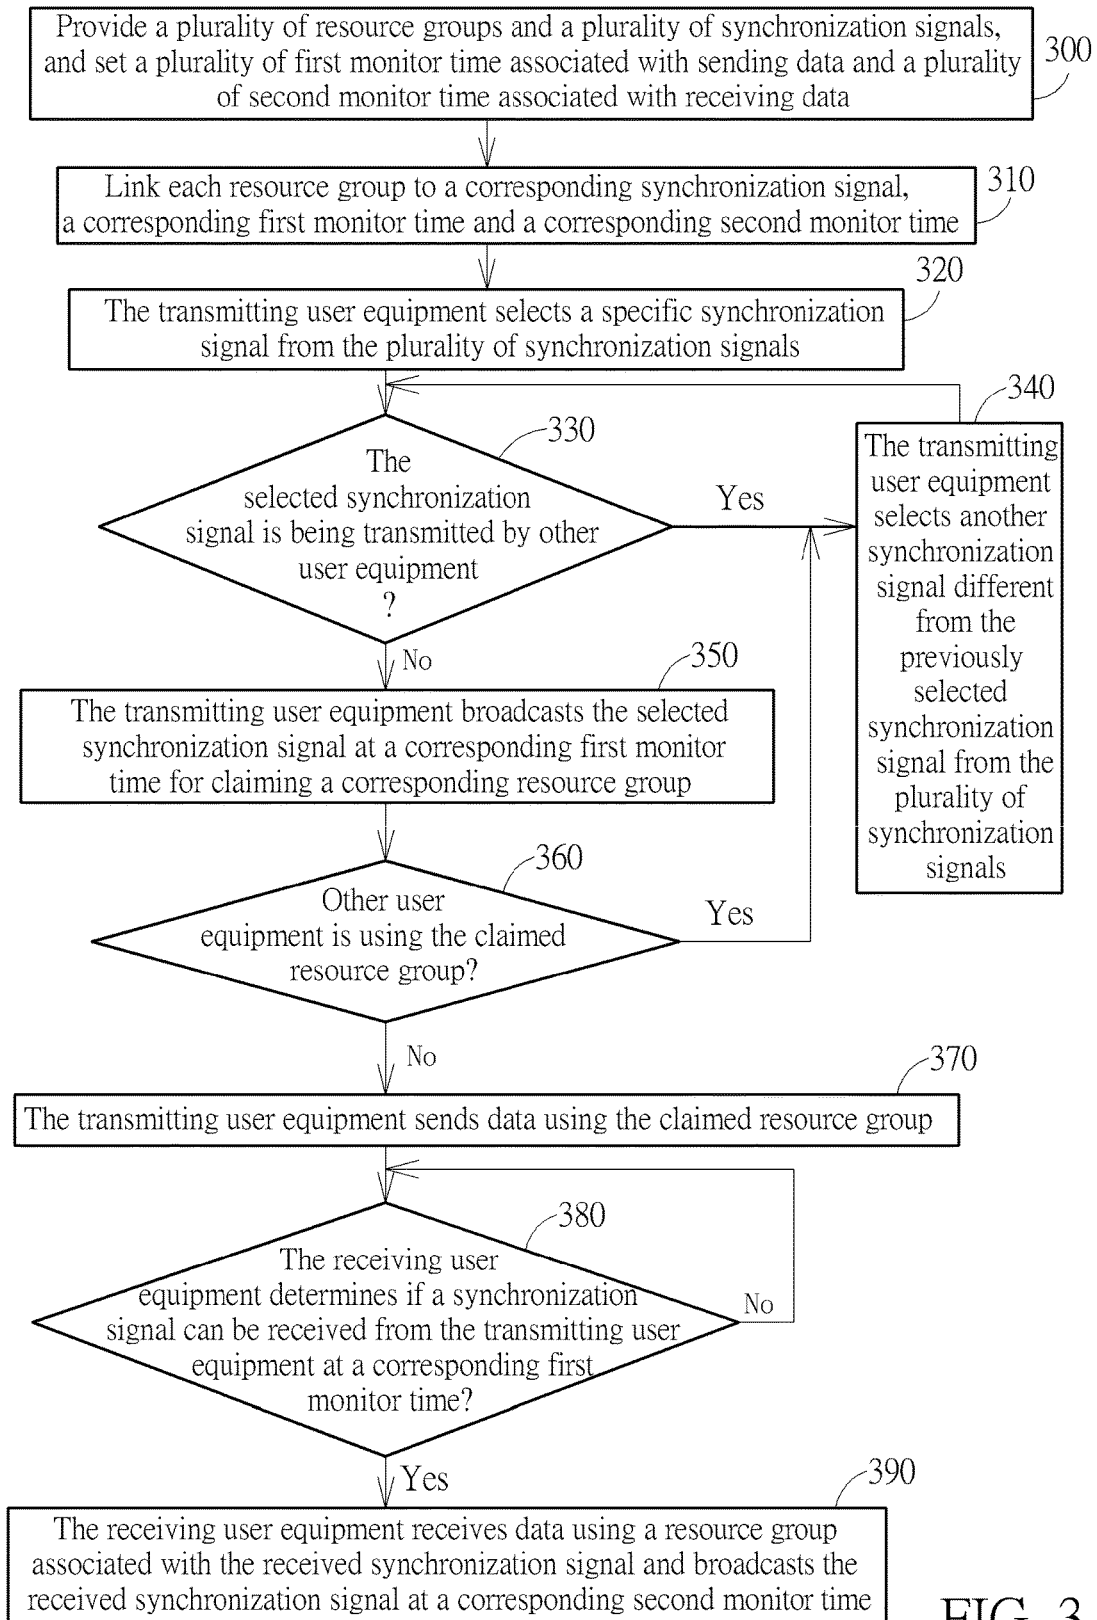 Provide a plurality of resource groups and a plurality of synchronization signals,
and set a plurality of first monitor time associated with sending data and a plurality
of second monitor time associated with receiving data
300
Link each resource group to a corresponding synchronization signal,
a corresponding first monitor time and a corresponding second monitor time
310
320
The transmitting user equipment selects a specific synchronization
signal from the plurality of synchronization signals
330
The
selected synchronization
signal is being transmitted by other
user equipment
?
Yes
340
The transmitting
user equipment
selects another
synchronization
signal different
from the
previously
selected
synchronization
signal from the
plurality of
synchronization
signals
No
350
The transmitting user equipment broadcasts the selected
synchronization signal at a corresponding first monitor
time for claiming a corresponding resource group
360
Other user
equipment is using the claimed
resource group?
Yes
No
370
The transmitting user equipment sends data using the claimed resource group
380
The receiving user
equipment determines if a synchronization
signal can be received from the transmitting user
equipment at a corresponding first
monitor time?
No
Yes
390
The receiving user equipment receives data using a resource group
associated with the received synchronization signal and broadcasts the
received synchronization signal at a corresponding second monitor time
FIG. 3